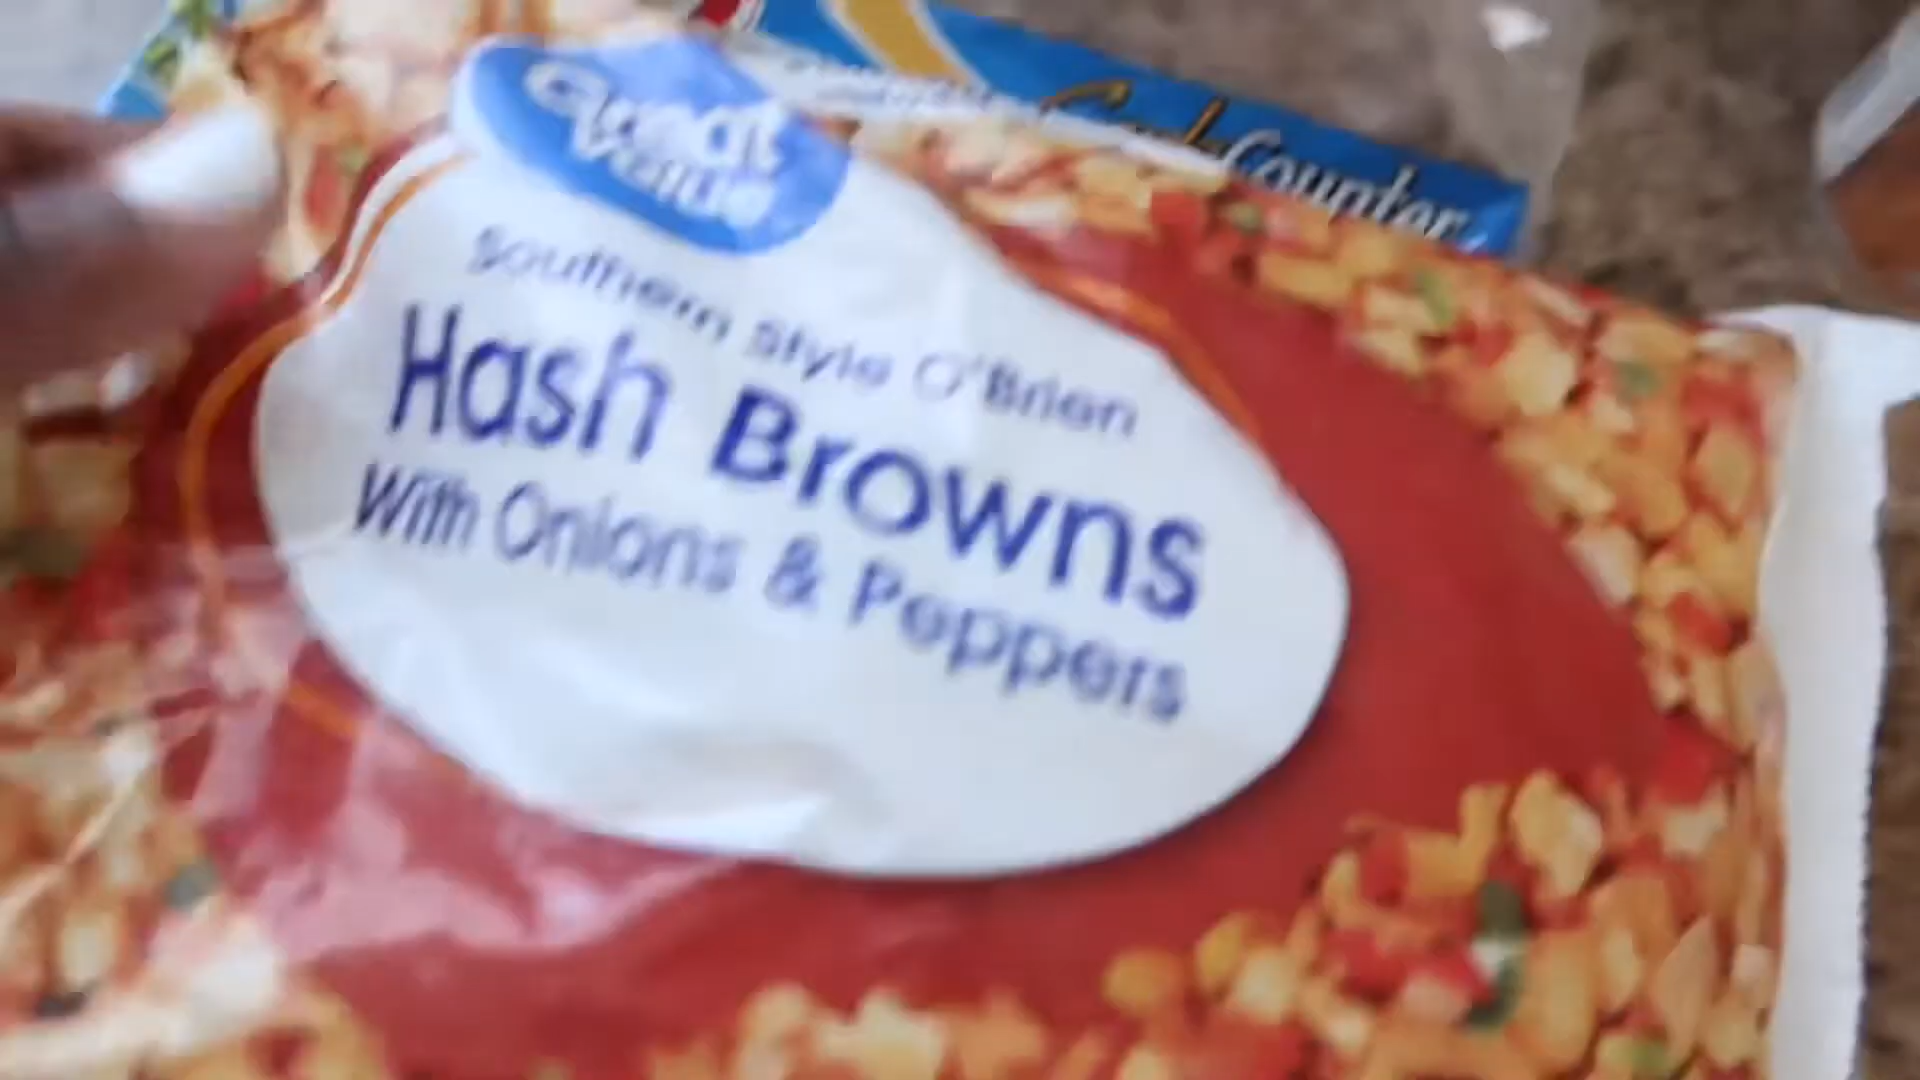 Great
Value
Southern Style O'Brien
Hash Browns
With Onions & Peppers
Counter